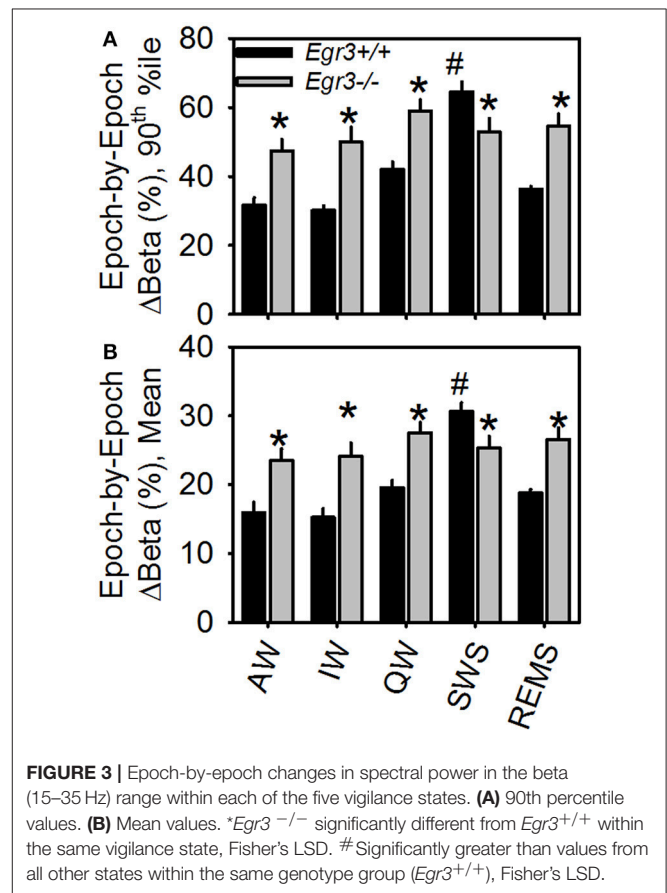 A
Egr3+/+
Egr3-/-
Epoch-by-Epoch
ΔBeta (%), 90th %ile
80
60
40
20
0
* * * # * *
B
Epoch-by-Epoch
ΔBeta (%), Mean
40
30
20
10
0
* * * # * *
AW
IW
QW
SWS
REMS
FIGURE 3 | Epoch-by-epoch changes in spectral power in the beta
(15–35 Hz) range within each of the five vigilance states. (A) 90th percentile
values. (B) Mean values. *Egr3 −/− significantly different from Egr3+/+ within
the same vigilance state, Fisher's LSD. #Significantly greater than values from
all other states within the same genotype group (Egr3+/+), Fisher's LSD.